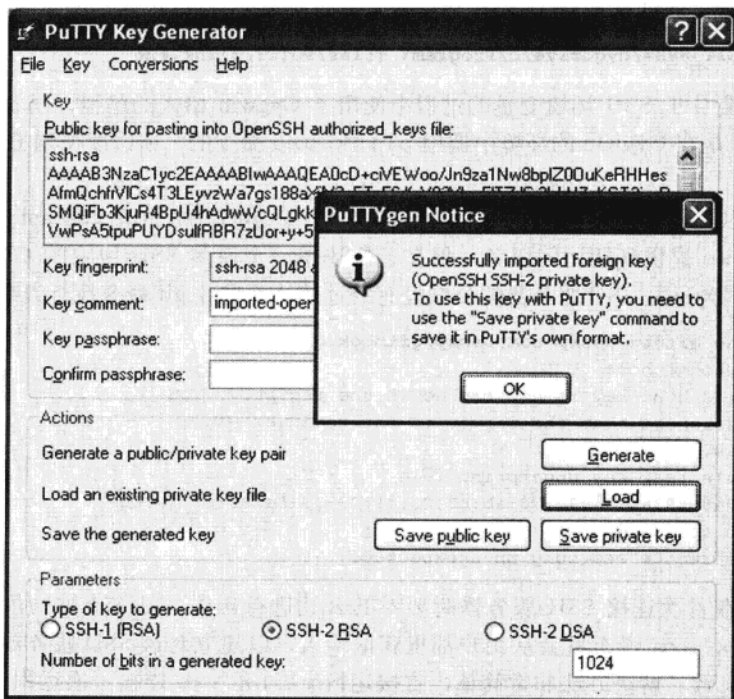 PuTTY Key Generator
File Key Conversions Help
Key
Public key for pasting into OpenSSH authorized_keys file:
ssh-rsa
AAAAB3NzaC1yc2EAAAABIwAAAQEA0cD+ciVEWoo/Jn9za1Nw8bpIZ0OuKeRHHes
SMQiFb3KjuR4BpU4hAdwWcQLgkk
VwPsA5tpuPUYDsulfRBR7zUor+y+5
Key fingerprint: ssh-rsa 2048
Key comment: imported-oper
Key passphrase:
Confirm passphrase:
PuTTYgen Notice
Successfully imported foreign key
(OpenSSH SSH-2 private key).
To use this key with PuTTY, you need to
use the "Save private key" command to
save it in PuTTY's own format.
OK
Actions
Generate a public/private key pair Generate
Load an existing private key file Load
Save the generated key Save public key Save private key
Parameters
Type of key to generate:
SSH-1 (RSA) SSH-2 RSA SSH-2 DSA
Number of bits in a generated key: 1024